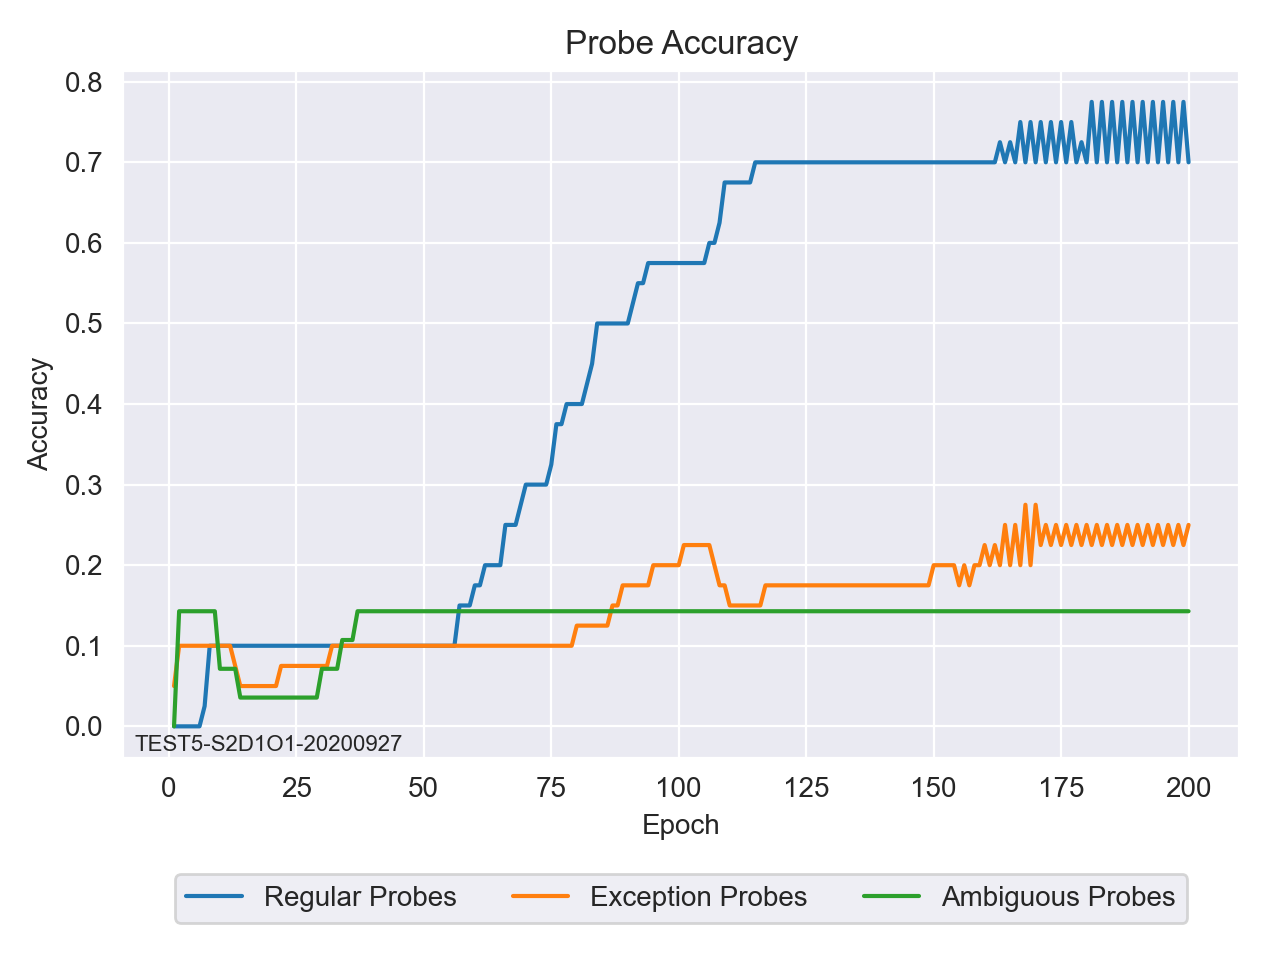 Probe Accuracy
0.8
0.7
0.6
0.5
0.4
0.3
0.2
0.1
0.0
Accuracy
TEST5-S2D1O1-20200927
0 25 50 75 100 125 150 175 200
Epoch
Regular Probes Exception Probes Ambiguous Probes